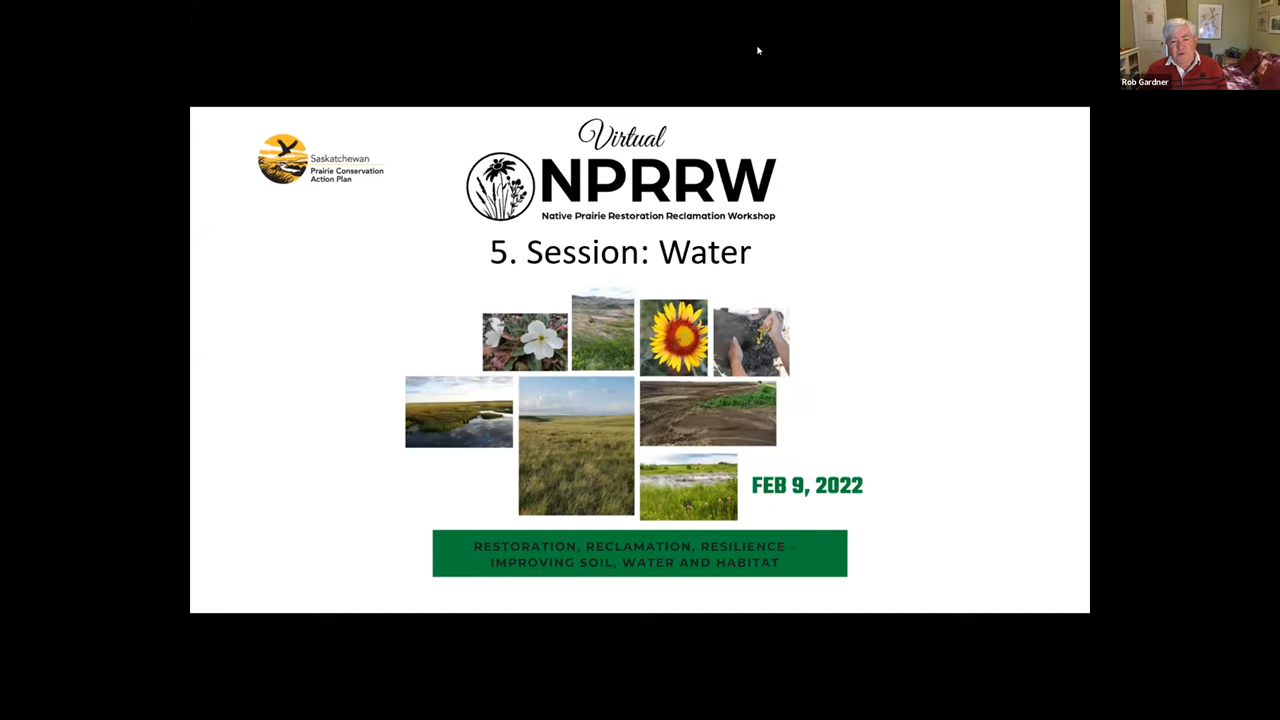 Rob Gardner
Virtual
Saskatchewan
Prairie Conservation
Action Plan
NPRRW
Native Prairie Restoration Reclamation Workshop
5. Session: Water
FEB 9, 2022
RESTORATION, RECLAMATION, RESILIENCE -
IMPROVING SOIL, WATER AND HABITAT